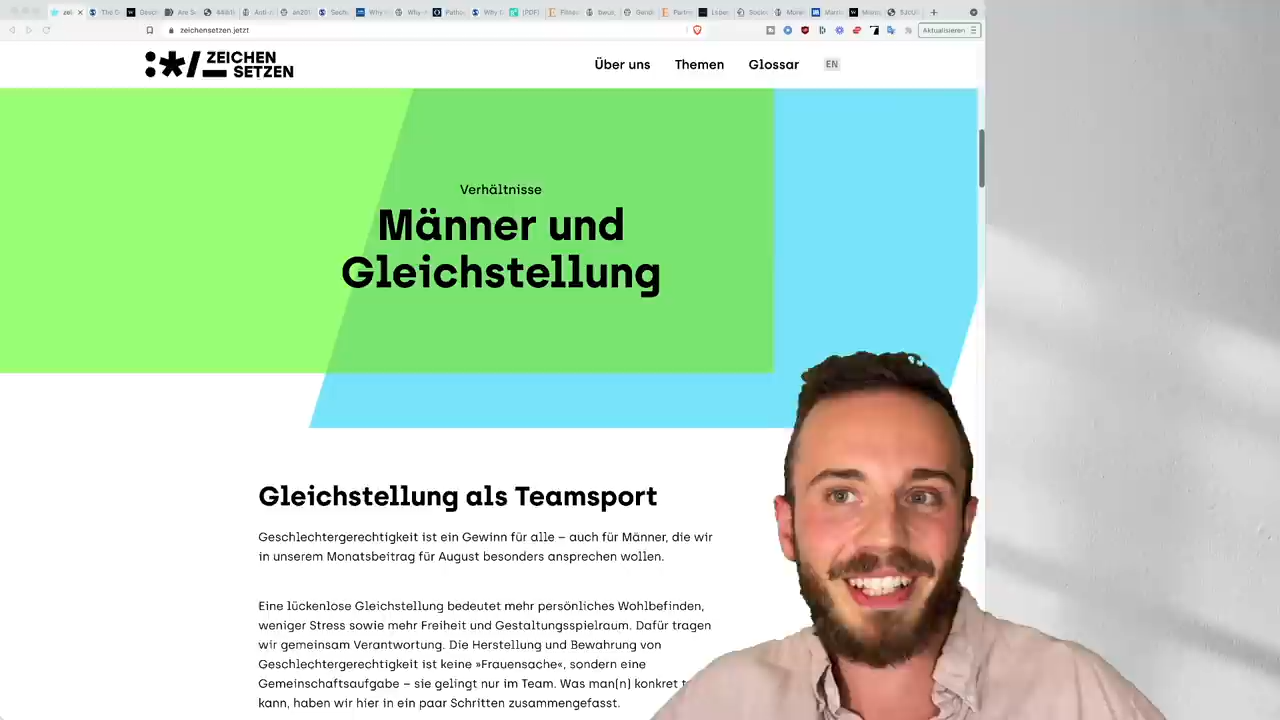 zeichensetzen.jetzt
Aktualisieren
:*/_ ZEICHEN
SETZEN
Über uns Themen Glossar EN
Verhältnisse
Männer und
Gleichstellung
Gleichstellung als Teamsport
Geschlechtergerechtigkeit ist ein Gewinn für alle – auch für Männer, die wir
in unserem Monatsbeitrag für August besonders ansprechen wollen.
Eine lückenlose Gleichstellung bedeutet mehr persönliches Wohlbefinden,
weniger Stress sowie mehr Freiheit und Gestaltungsspielraum. Dafür tragen
wir gemeinsam Verantwortung. Die Herstellung und Bewahrung von
Geschlechtergerechtigkeit ist keine »Frauensache«, sondern eine
Gemeinschaftsaufgabe – sie gelingt nur im Team. Was man(n) konkret
kann, haben wir hier in ein paar Schritten zusammengefasst.